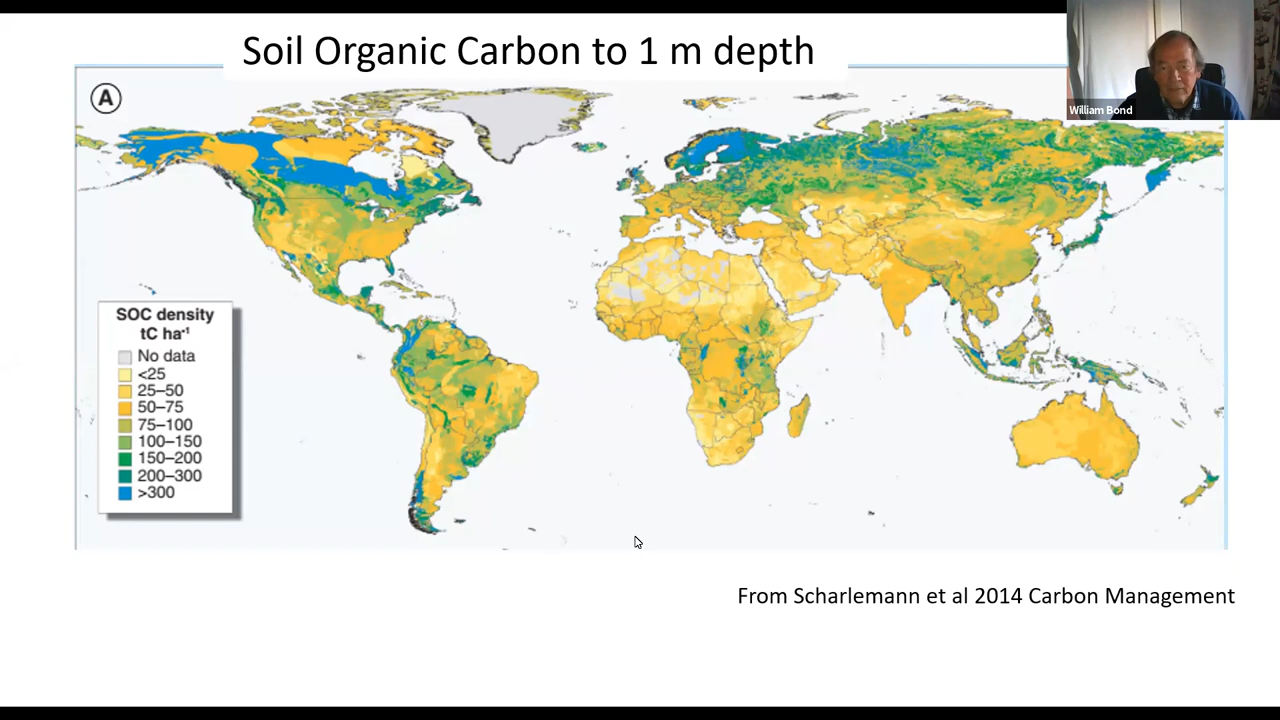 Soil Organic Carbon to 1 m depth
William Bond
A
SOC density
tC ha⁻¹
No data
<25
25–50
50–75
75–100
100–150
150–200
200–300
>300
From Scharlemann et al 2014 Carbon Management